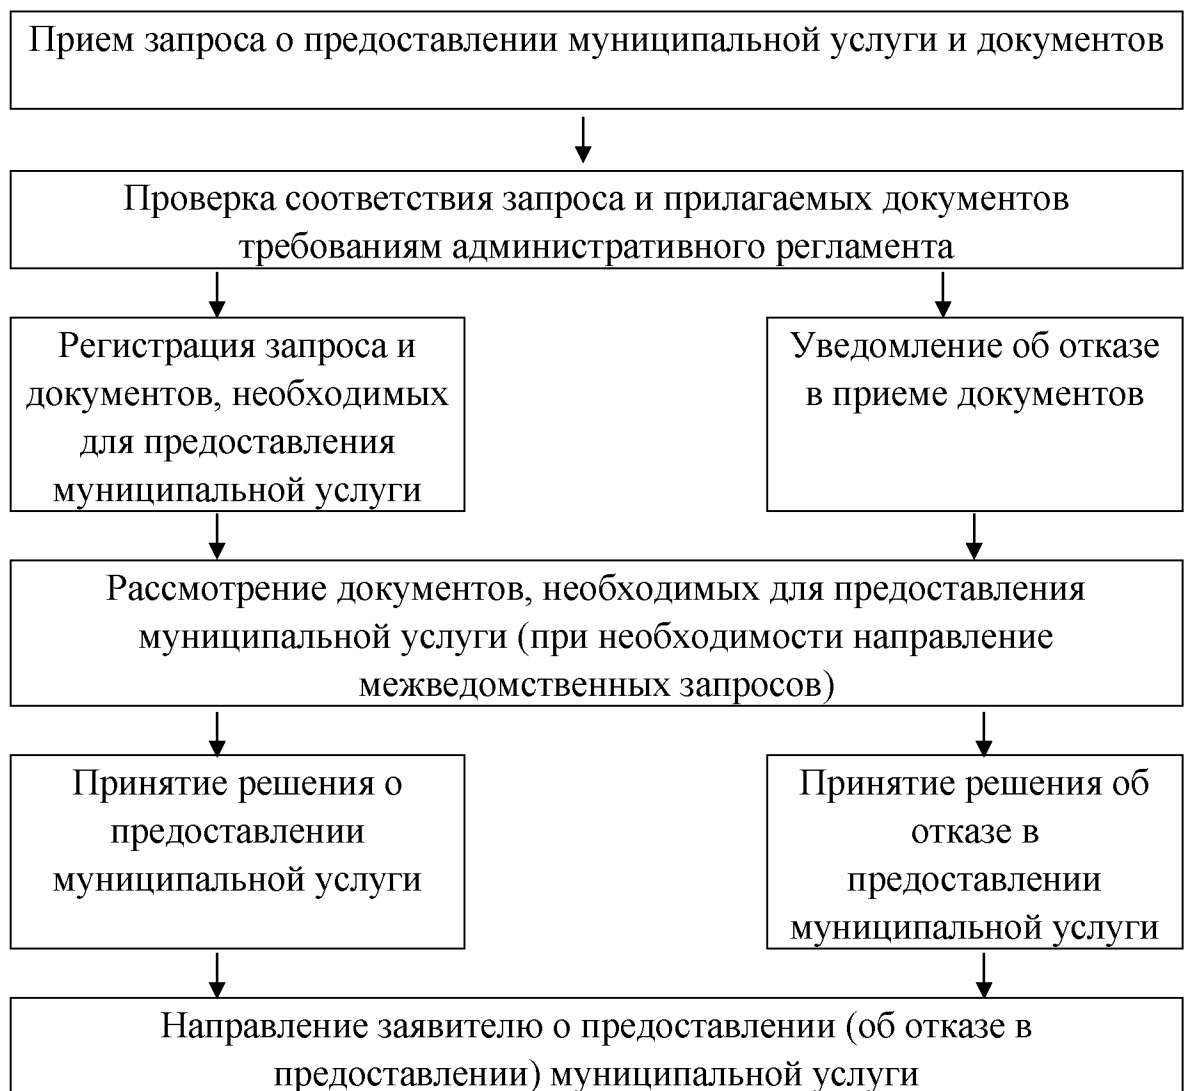 Прием запроса о предоставлении муниципальной услуги и документов
Проверка соответствия запроса и прилагаемых документов
требованиям административного регламента
Регистрация запроса и
документов, необходимых
для предоставления
муниципальной услуги
Уведомление об отказе
в приеме документов
Рассмотрение документов, необходимых для предоставления
муниципальной услуги (при необходимости направление
межведомственных запросов)
Принятие решения о
предоставлении
муниципальной услуги
Принятие решения об
отказе в
предоставлении
муниципальной услуги
Направление заявителю о предоставлении (об отказе в
предоставлении) муниципальной услуги